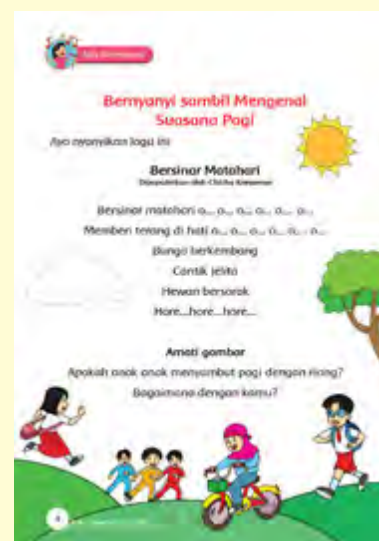 Bernyanyi sambil Mengenal
Suasana Pagi
Ayo nyanyikan lagu ini
Bersinar Matahari
oleh
Bersinar matahari o... o... o... o... o... o...
Memberi terang di hati o... o... o... o... o... o...
Bunga berkembang
Cantik jelita
Hewan bersorak
Hore...hore...hore...
Amati gambar
Apakah anak anak menyambut pagi dengan riang?
Bagaimana dengan kamu?